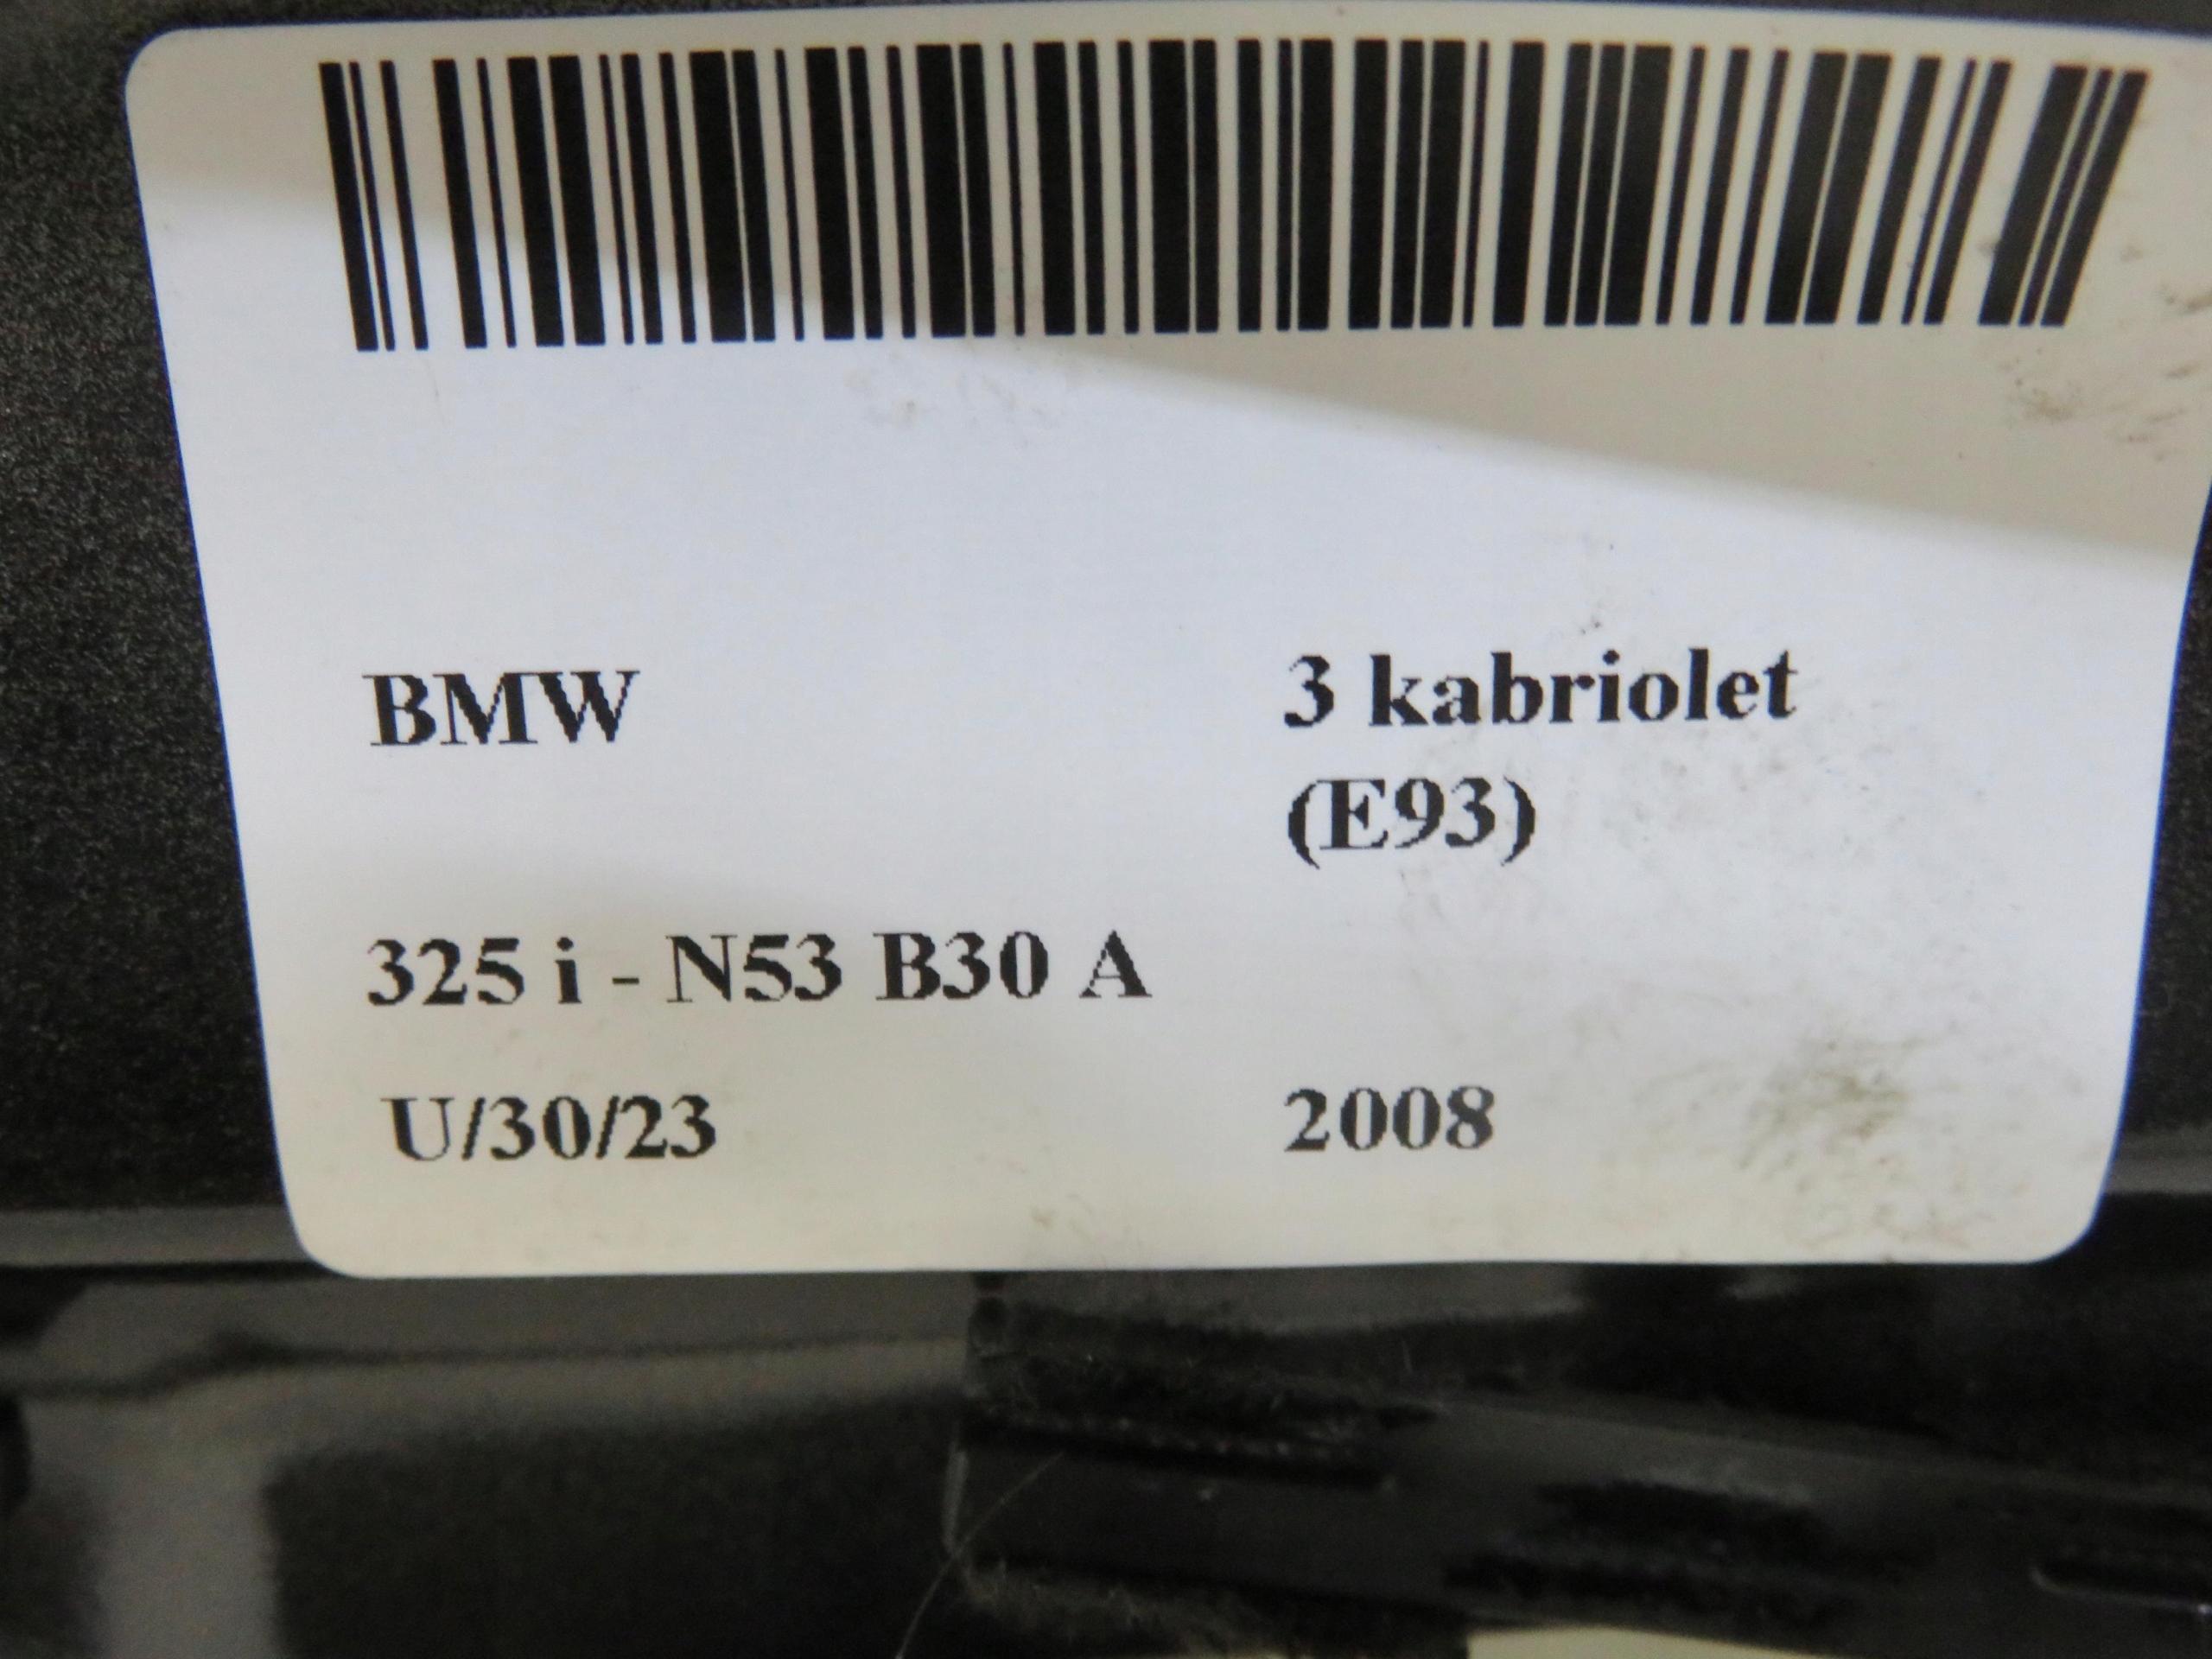 BMW
3 kabriolet
(E93)
325 i - N53 B30 A
U/30/23
2008